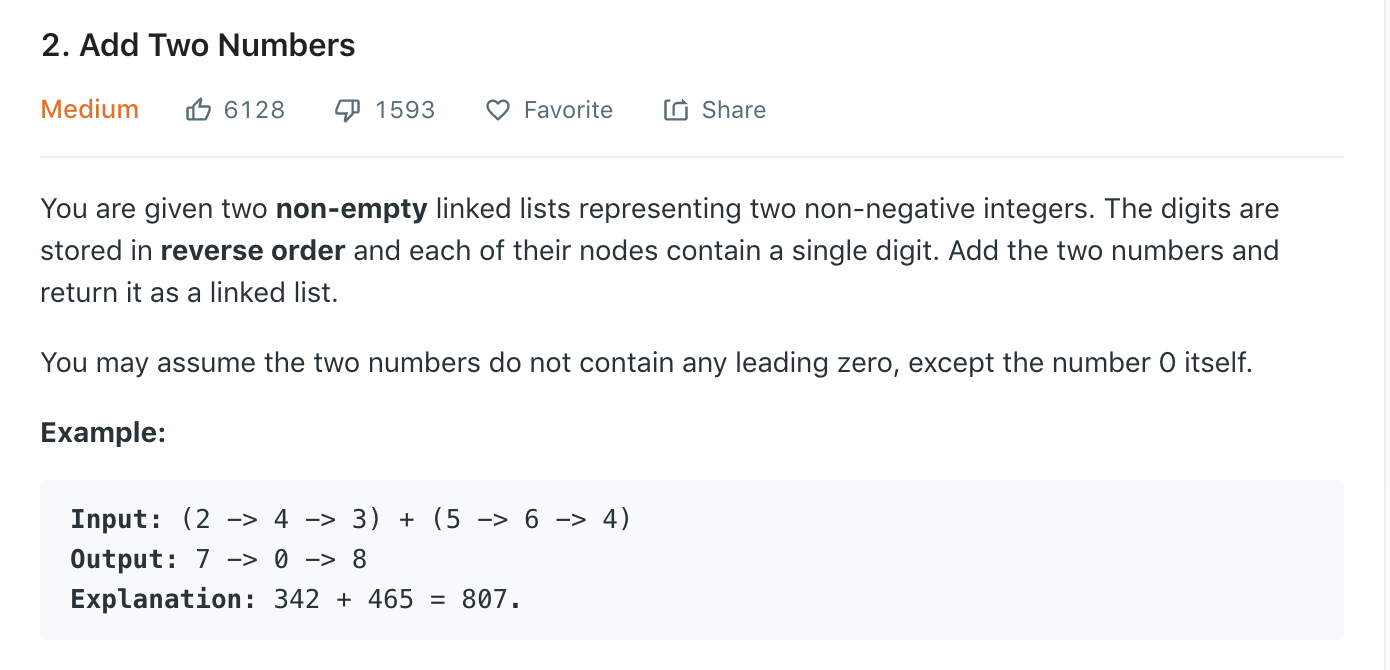 2. Add Two Numbers
Medium 6128 1593 Favorite Share
You are given two non-empty linked lists representing two non-negative integers. The digits are
stored in reverse order and each of their nodes contain a single digit. Add the two numbers and
return it as a linked list.
You may assume the two numbers do not contain any leading zero, except the number 0 itself.
Example:
Input: (2 -> 4 -> 3) + (5 -> 6 -> 4)
Output: 7 -> 0 -> 8
Explanation: 342 + 465 = 807.